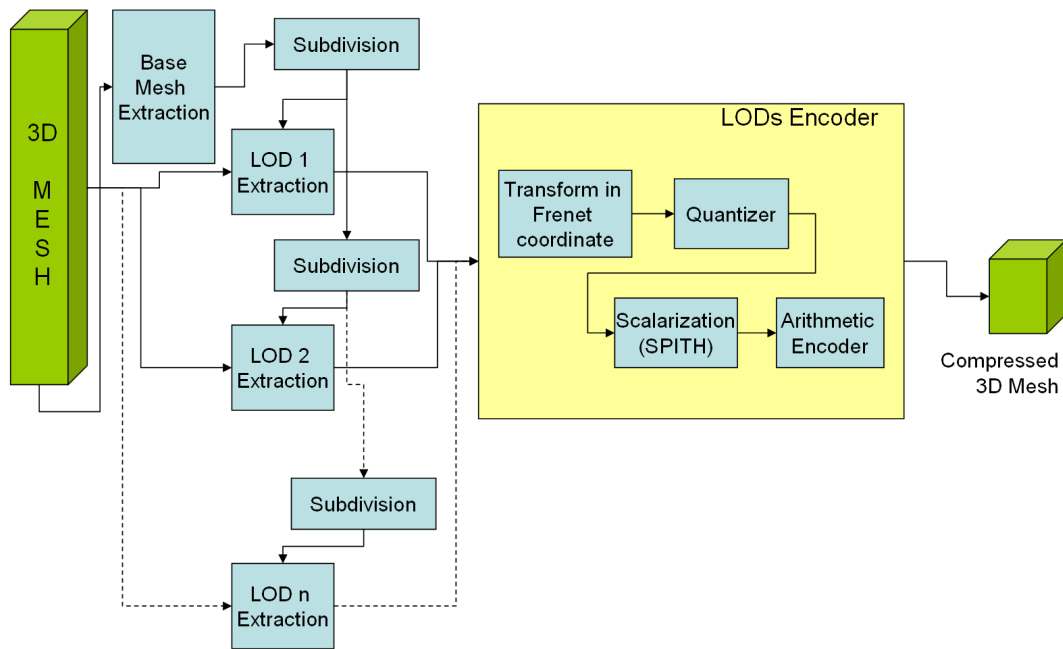 3D
M
E
S
H
Base
Mesh
Extraction
Subdivision
LOD 1
Extraction
Subdivision
LOD 2
Extraction
Subdivision
LOD n
Extraction
LODs Encoder
Transform in
Frenet
coordinate
Quantizer
Scalarization
(SPITH)
Arithmetic
Encoder
Compressed
3D Mesh